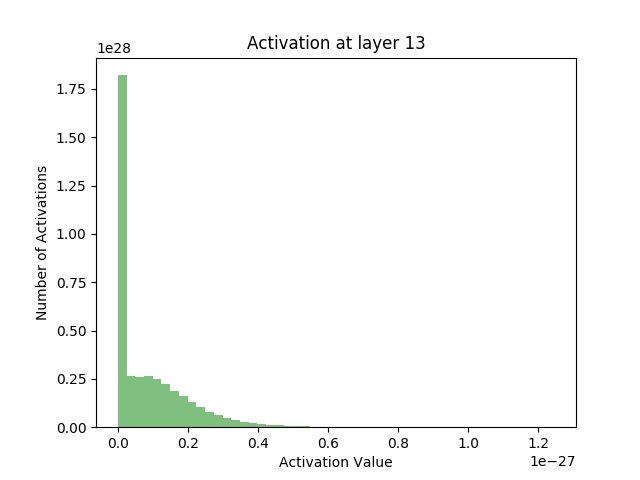 Activation at layer 13
1e28
1.75
1.50
1.25
1.00
0.75
0.50
0.25
0.00
Number of Activations
0.0 0.2 0.4 0.6 0.8 1.0 1.2
Activation Value
1e−27